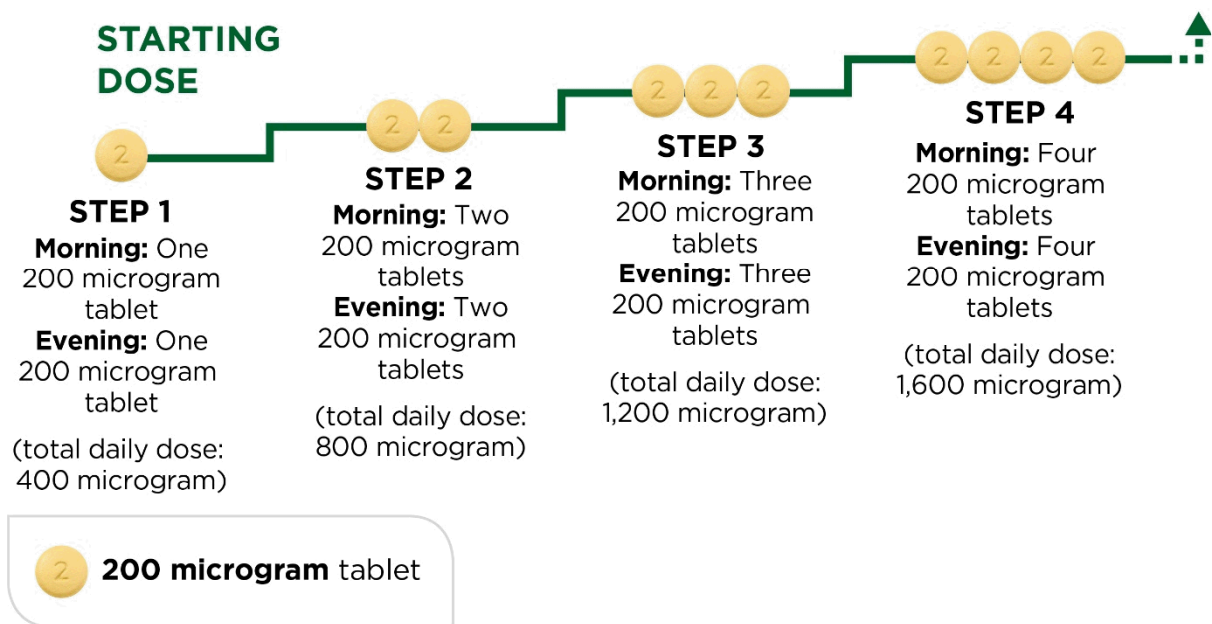 STARTING
DOSE
2
STEP 1
Morning: One
200 microgram
tablet
Evening: One
200 microgram
tablet
(total daily dose:
400 microgram)
2 2
STEP 2
Morning: Two
200 microgram
tablets
Evening: Two
200 microgram
tablets
(total daily dose:
800 microgram)
2 2 2
STEP 3
Morning: Three
200 microgram
tablets
Evening: Three
200 microgram
tablets
(total daily dose:
1,200 microgram)
2 2 2 2
STEP 4
Morning: Four
200 microgram
tablets
Evening: Four
200 microgram
tablets
(total daily dose:
1,600 microgram)
2 200 microgram tablet